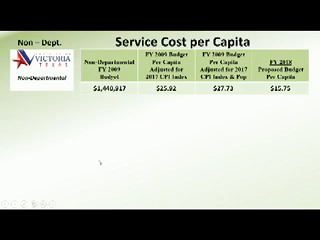 Non – Dept.
Service Cost per Capita
VICTORIA
TEXAS
Non-Departmental
Non-Departmental
FY 2009
Budget
FY 2009 Budget
Per Capita
Adjusted for
2017 CPI Index
FY 2009 Budget
Per Capita
Adjusted for 2017
CPI Index & Pop
FY 2018
Proposed Budget
Per Capita
$1,440,917
$25.92
$27.73
$15.75